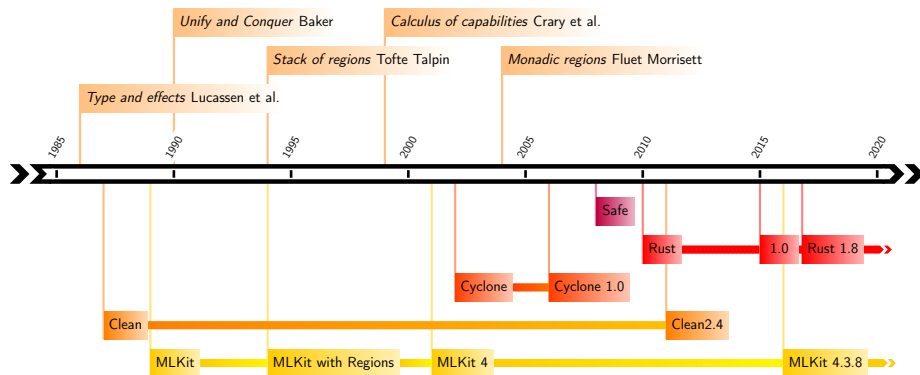 Unify and Conquer Baker
Calculus of capabilities Crary et al.
Stack of regions Tofte Talpin
Monadic regions Fluet Morrisett
Type and effects Lucassen et al.
1985
1990
1995
2000
2005
2010
2015
2020
Safe
Rust
1.0
Rust 1.8
Cyclone
Cyclone 1.0
Clean
Clean2.4
MLKit
MLKit with Regions
MLKit 4
MLKit 4.3.8